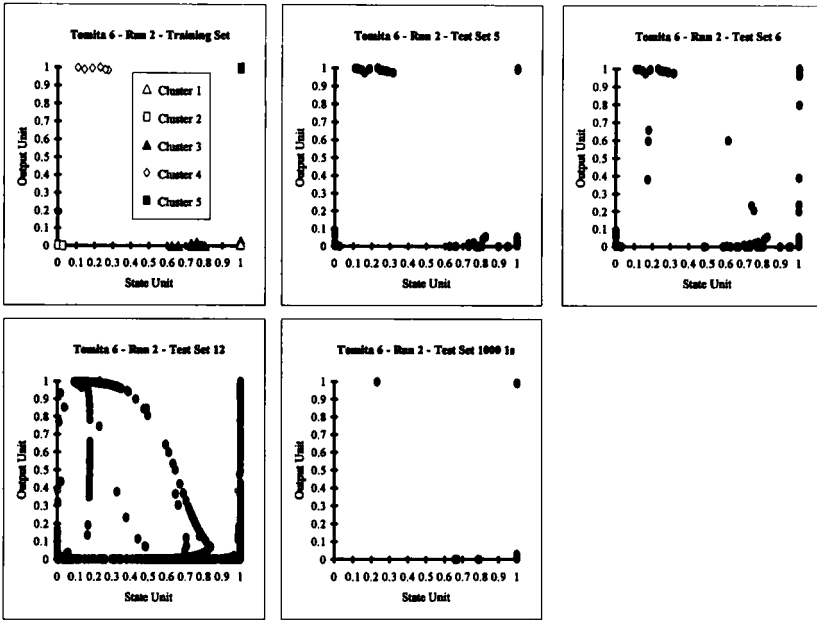 Tomita 6 - Run 2 - Training Set
1
0.9
0.8
0.7
0.6
0.5
0.4
0.3
0.2
0.1
0
Output Unit
Cluster 1
Cluster 2
Cluster 3
Cluster 4
Cluster 5
0 0.1 0.2 0.3 0.4 0.5 0.6 0.7 0.8 0.9 1
State Unit
Tomita 6 - Run 2 - Test Set 5
1
0.9
0.8
0.7
0.6
0.5
0.4
0.3
0.2
0.1
0
Output Unit
0 0.1 0.2 0.3 0.4 0.5 0.6 0.7 0.8 0.9 1
State Unit
Tomita 6 - Run 2 - Test Set 6
1
0.9
0.8
0.7
0.6
0.5
0.4
0.3
0.2
0.1
0
Output Unit
0 0.1 0.2 0.3 0.4 0.5 0.6 0.7 0.8 0.9 1
State Unit
Tomita 6 - Run 2 - Test Set 12
1
0.9
0.8
0.7
0.6
0.5
0.4
0.3
0.2
0.1
0
Output Unit
0 0.1 0.2 0.3 0.4 0.5 0.6 0.7 0.8 0.9 1
State Unit
Tomita 6 - Run 2 - Test Set 1000 1s
1
0.9
0.8
0.7
0.6
0.5
0.4
0.3
0.2
0.1
0
Output Unit
0 0.1 0.2 0.3 0.4 0.5 0.6 0.7 0.8 0.9 1
State Unit